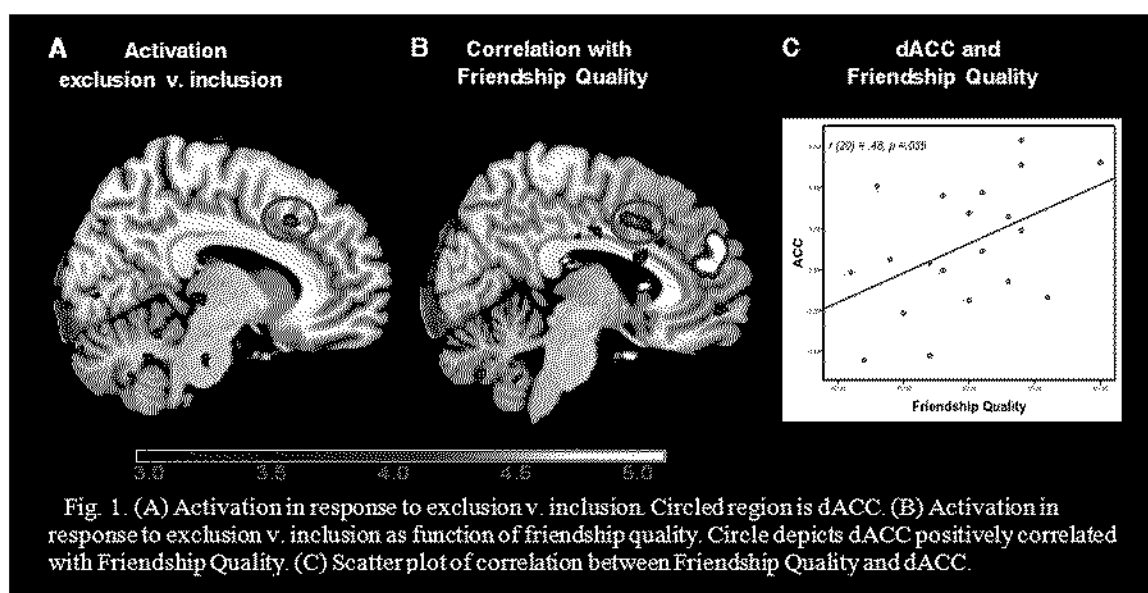 A Activation
exclusion v. inclusion
B Correlation with
Friendship Quality
C dACC and
Friendship Quality
r (20) = .48, p =.035
ACC
Friendship Quality
3.0 3.5 4.0 4.5 5.0
Fig. 1. (A) Activation in response to exclusion v. inclusion. Circled region is dACC. (B) Activation in
response to exclusion v. inclusion as function of friendship quality. Circle depicts dACC positively correlated
with Friendship Quality. (C) Scatter plot of correlation between Friendship Quality and dACC.